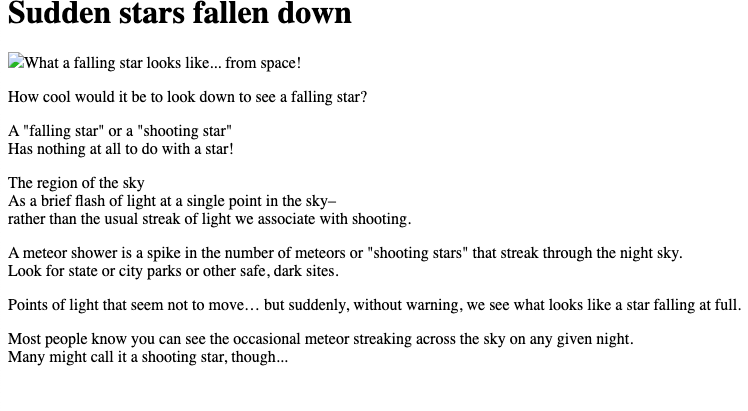 Sudden stars fallen down
What a falling star looks like... from space!
How cool would it be to look down to see a falling star?
A "falling star" or a "shooting star"
Has nothing at all to do with a star!
The region of the sky
As a brief flash of light at a single point in the sky–
rather than the usual streak of light we associate with shooting.
A meteor shower is a spike in the number of meteors or "shooting stars" that streak through the night sky.
Look for state or city parks or other safe, dark sites.
Points of light that seem not to move… but suddenly, without warning, we see what looks like a star falling at full.
Most people know you can see the occasional meteor streaking across the sky on any given night.
Many might call it a shooting star, though...